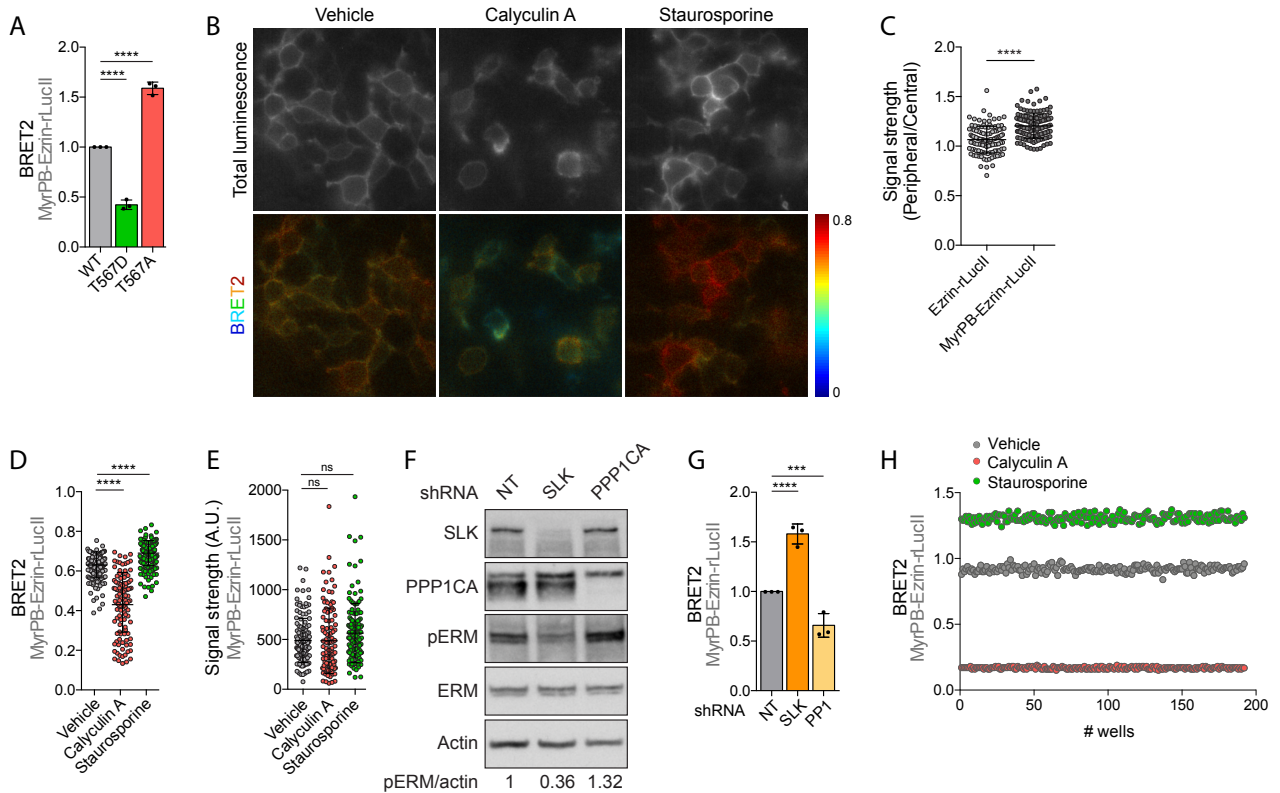 A
2.0
1.5
1.0
0.5
0.0
BRET2
MyrPB-Ezrin-rLucII
****
****
WT
T567D
T567A
B
Vehicle
Calyculin A
Staurosporine
Total luminescence
BRET2
0.8
0
C
****
2.0
1.5
1.0
0.5
0.0
Signal strength
(Peripheral/Central)
Ezrin-rLucII
MyrPB-Ezrin-rLucII
D
****
****
1.0
0.8
0.6
0.4
0.2
0.0
BRET2
MyrPB-Ezrin-rLucII
Vehicle
Calyculin A
Staurosporine
E
ns
ns
2000
1500
1000
500
0
Signal strength (A.U.)
MyrPB-Ezrin-rLucII
Vehicle
Calyculin A
Staurosporine
F
shRNA
NT
SLK
PPP1CA
SLK
PPP1CA
pERM
ERM
Actin
pERM/actin 1 0.36 1.32
G
***
****
2.0
1.5
1.0
0.5
0.0
BRET2
MyrPB-Ezrin-rLucII
shRNA
NT
SLK
PP1
H
Vehicle
Calyculin A
Staurosporine
1.5
1.0
0.5
0.0
BRET2
MyrPB-Ezrin-rLucII
0 50 100 150 200
# wells